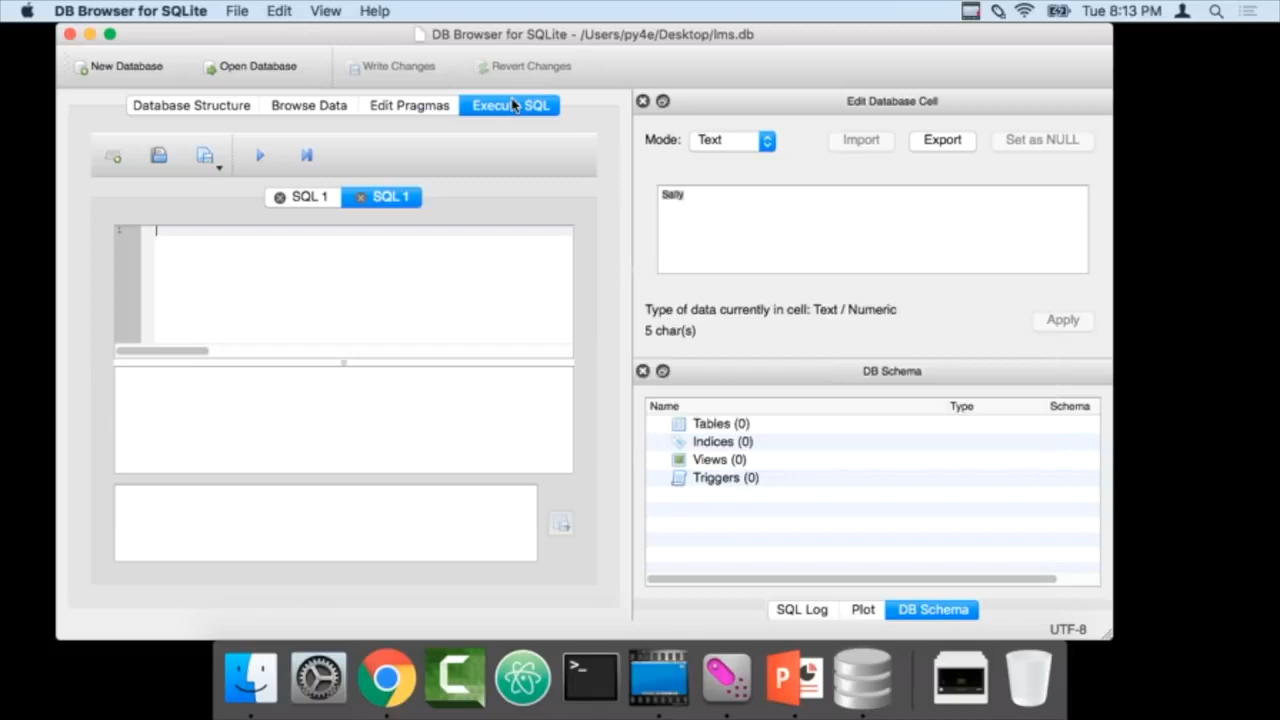 DB Browser for SQLite File Edit View Help Tue 8:13 PM
DB Browser for SQLite - /Users/py4e/Desktop/lms.db
New Database Open Database Write Changes Revert Changes
Database Structure Browse Data Edit Pragmas Execute SQL
SQL 1 SQL 1
1
Edit Database Cell
Mode: Text Import Export Set as NULL
Sally
Type of data currently in cell: Text / Numeric
5 char(s)
Apply
DB Schema
Name Type Schema
Tables (0)
Indices (0)
Views (0)
Triggers (0)
SQL Log Plot DB Schema
UTF-8